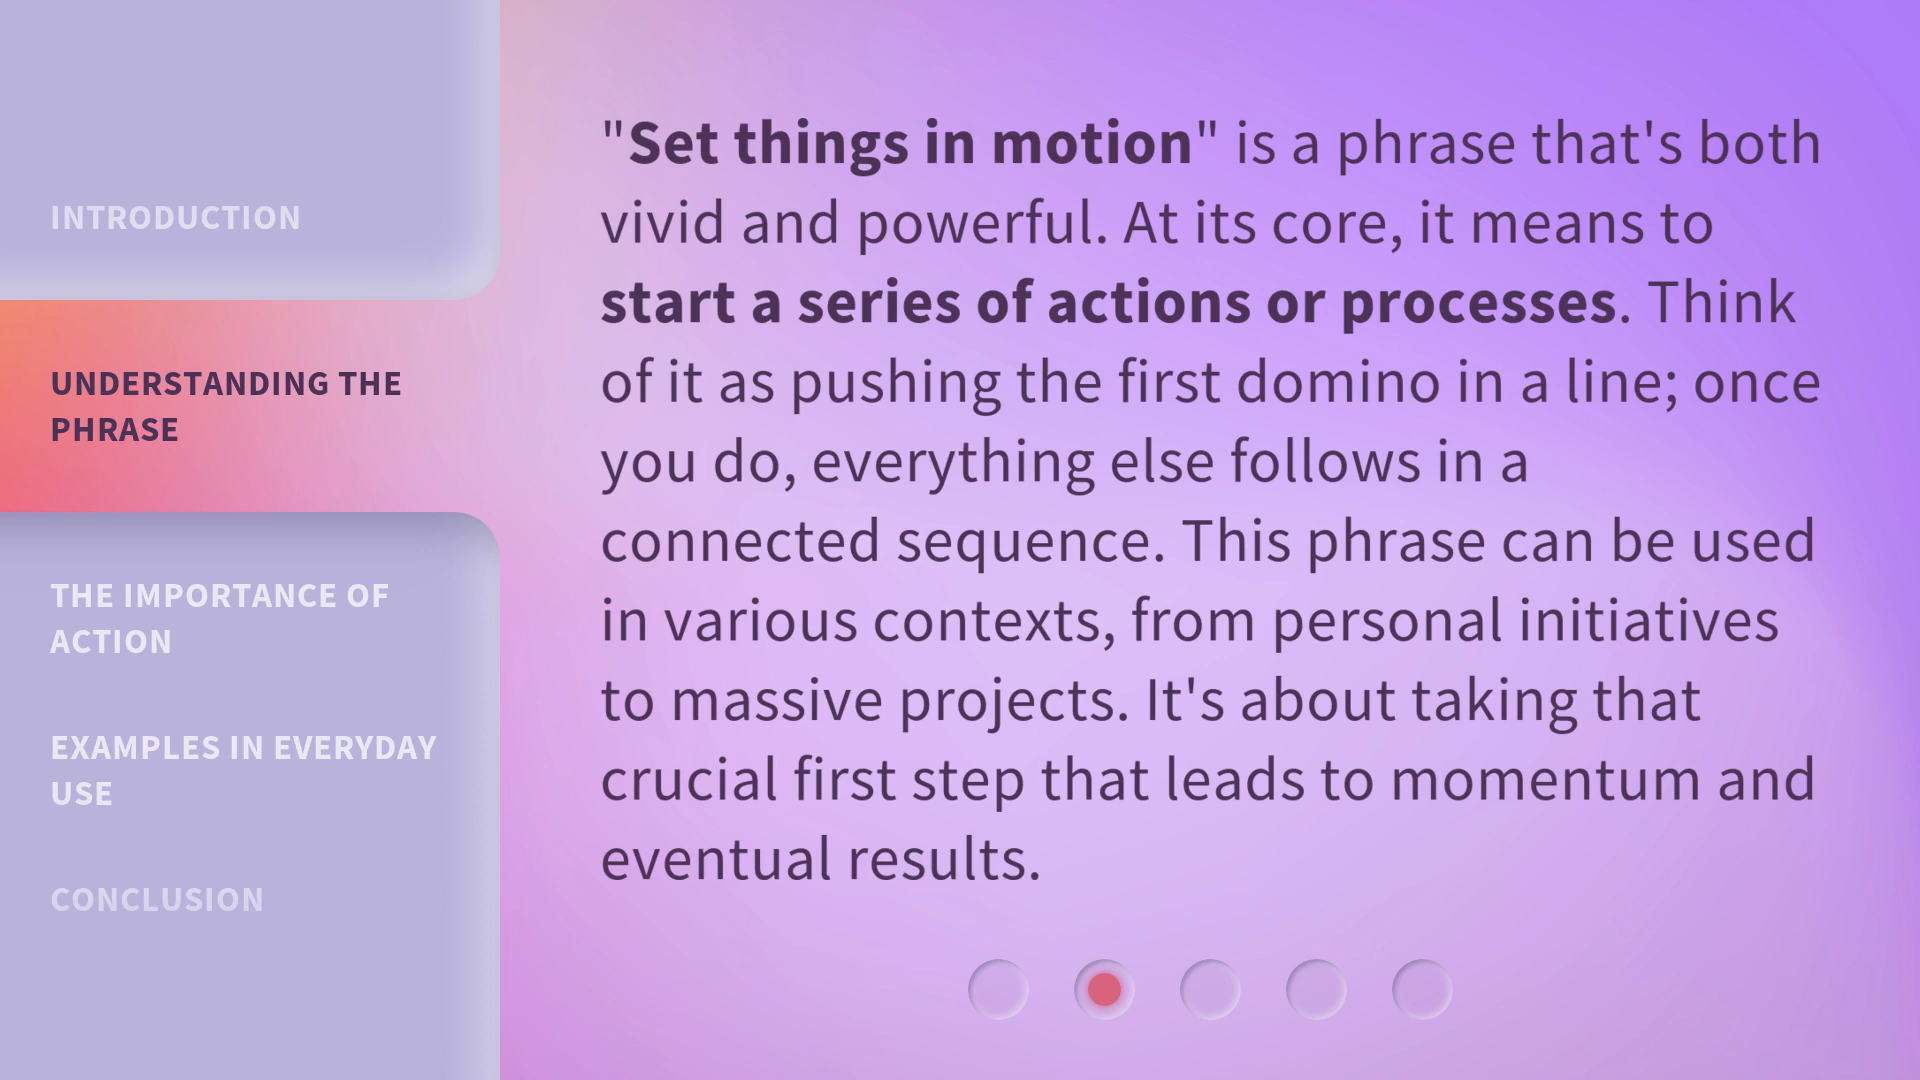 INTRODUCTION
UNDERSTANDING THE
PHRASE
THE IMPORTANCE OF
ACTION
EXAMPLES IN EVERYDAY
USE
CONCLUSION
"Set things in motion" is a phrase that's both
vivid and powerful. At its core, it means to
start a series of actions or processes. Think
of it as pushing the first domino in a line; once
you do, everything else follows in a
connected sequence. This phrase can be used
in various contexts, from personal initiatives
to massive projects. It's about taking that
crucial first step that leads to momentum and
eventual results.